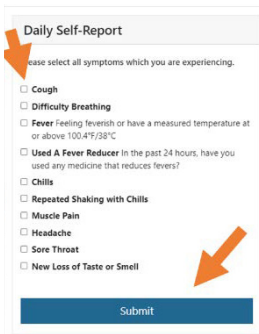 Daily Self-Report
ease select all symptoms which you are experiencing.
Cough
Difficulty Breathing
Fever Feeling feverish or have a measured temperature at
or above 100.4°F/38°C
Used A Fever Reducer In the past 24 hours, have you
used any medicine that reduces fevers?
Chills
Repeated Shaking with Chills
Muscle Pain
Headache
Sore Throat
New Loss of Taste or Smell
Submit